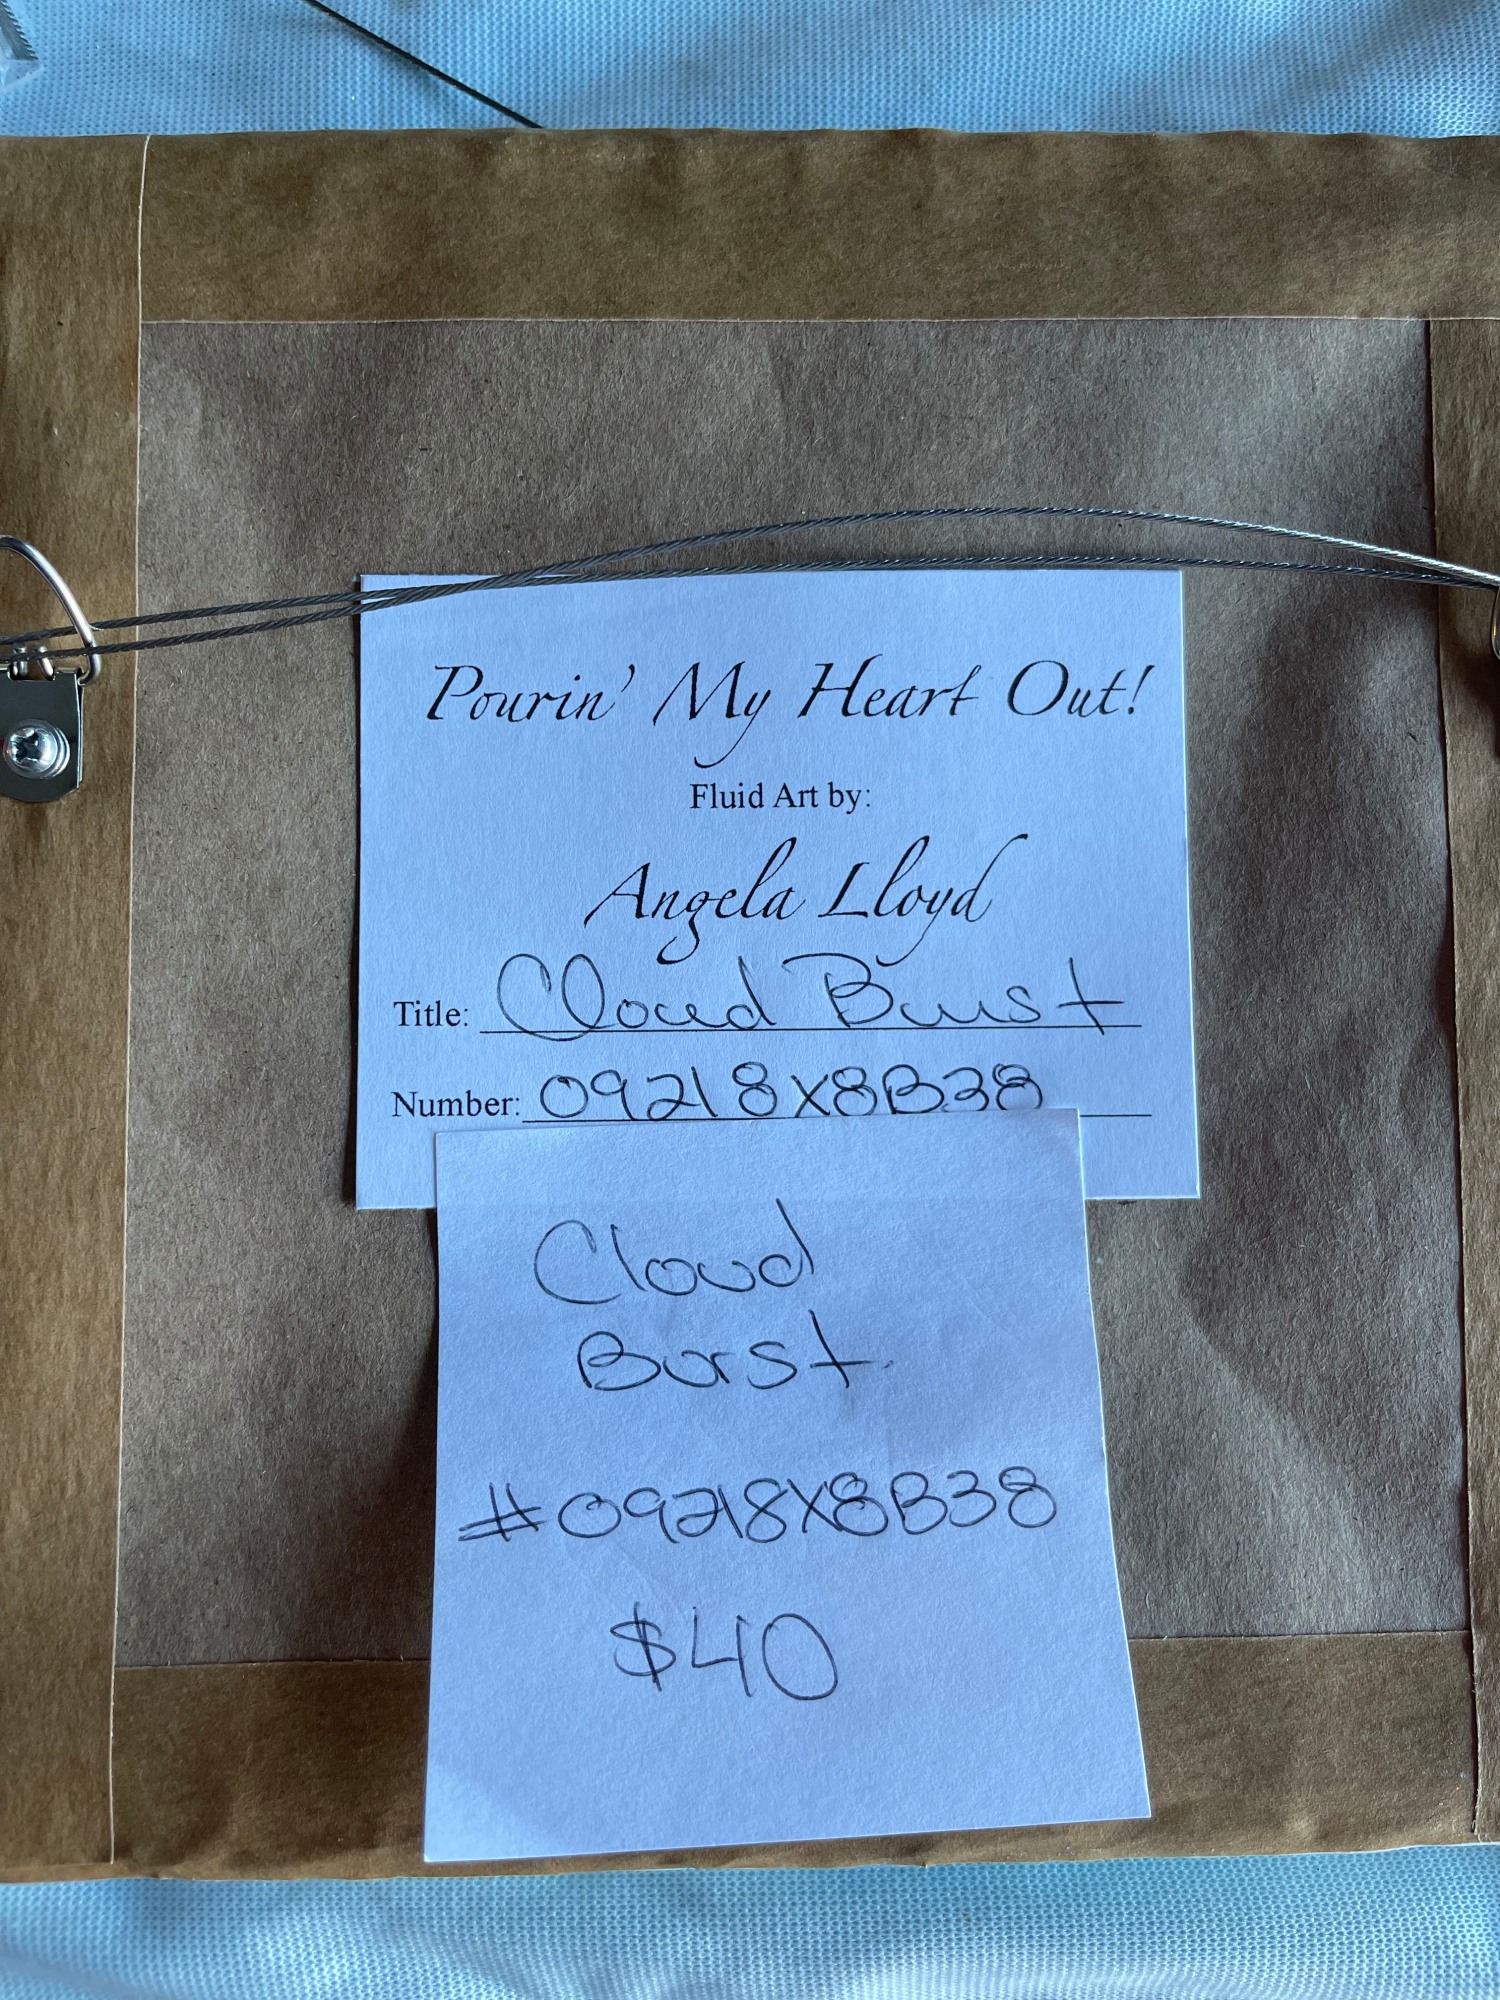 Pourin' My Heart Out!
Fluid Art by:
Angela Lloyd
Title: Cloud Burst
Number: 09218X8B38
Cloud
Burst
#09218X8B38
$40